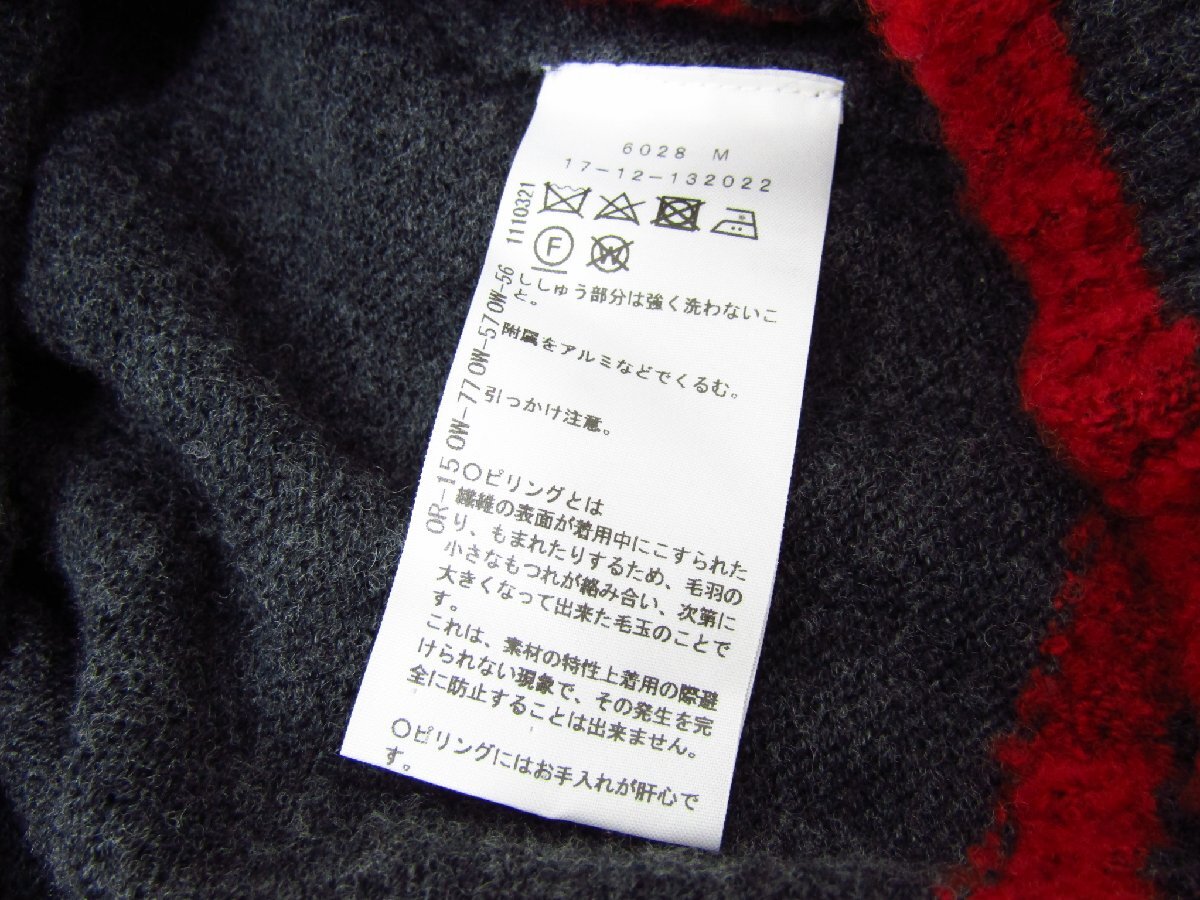 6028 M
17-12-132022
F
W
ししゅう部分は強く洗わないこ
と。
附属をアルミなどでくるむ。
引つかけ注意。
〇ピリングとは
繊維の表面が着用中にこすられた
り、もまれたりするため、毛羽の
小さなもつれが絡み合い、次第に
大きくなって出来た毛玉のことで
す。
これは、素材の特性上着用の際避
けられない現象で、その発生を完
全に防止することは出来ません。
〇ピリングにはお手入れが肝心で
す。
OR-15 OW-77 OW-57 OW-56 1110321